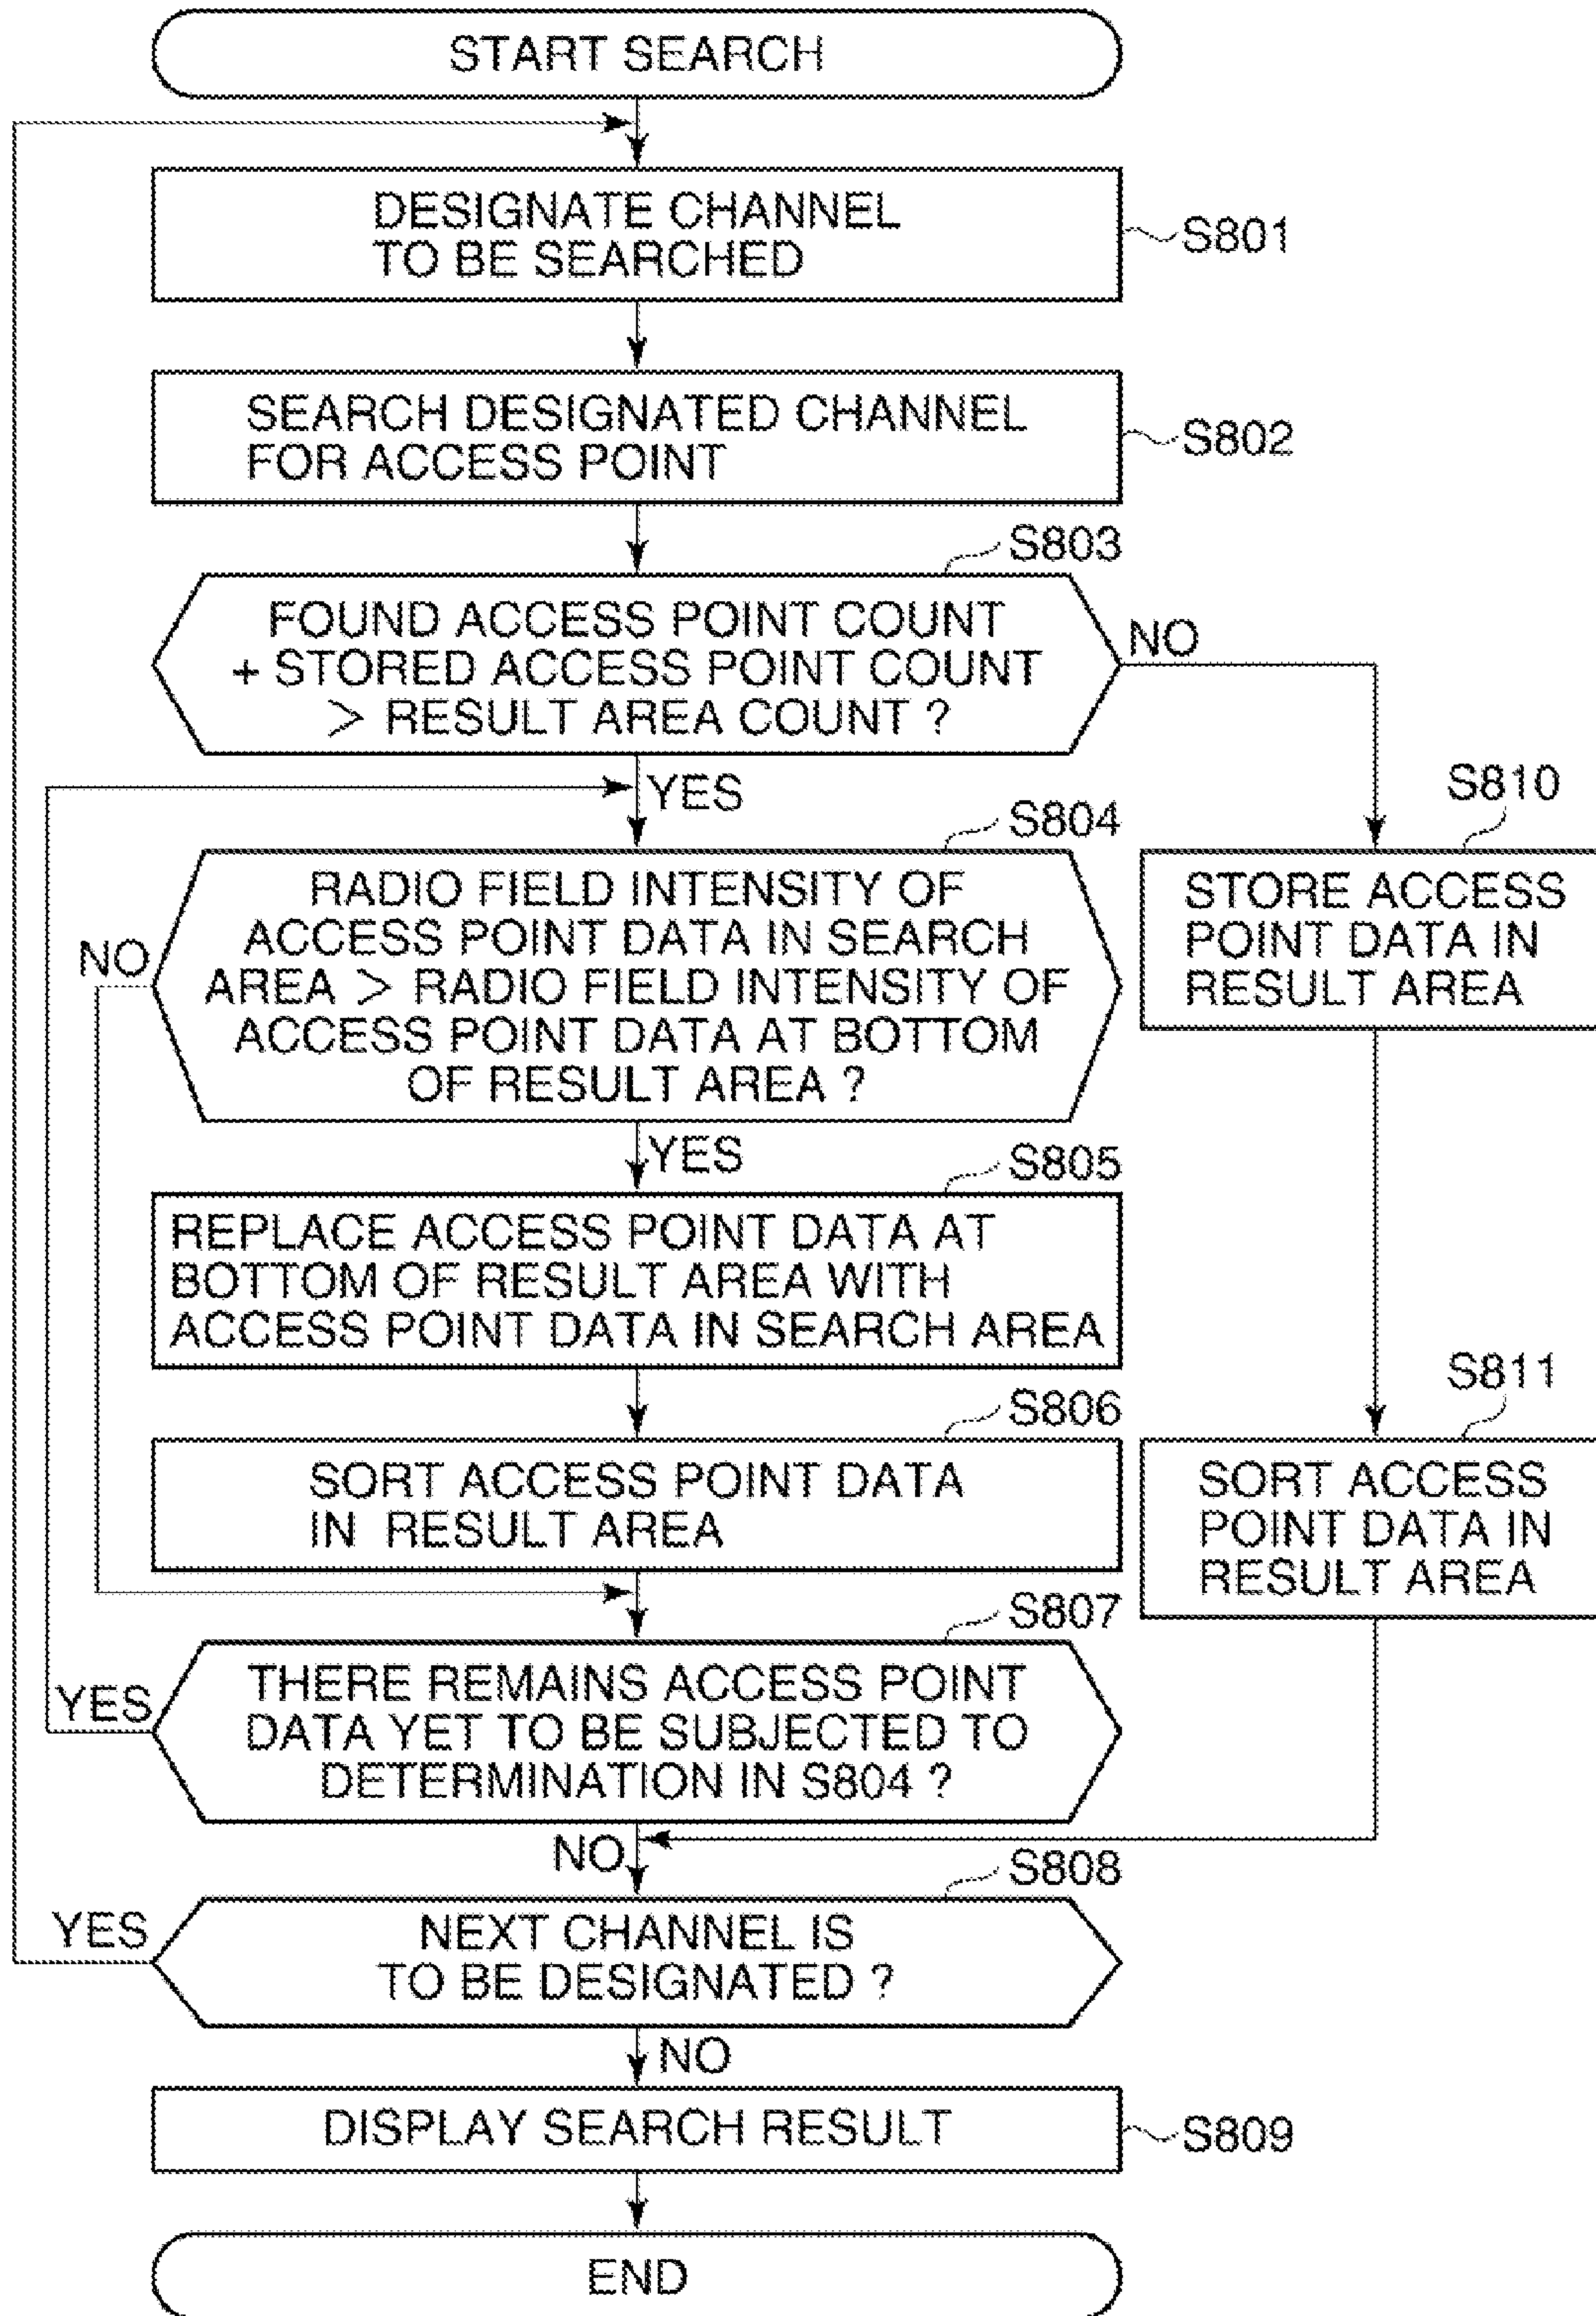 START SEARCH
DESIGNATE CHANNEL
TO BE SEARCHED
S801
SEARCH DESIGNATED CHANNEL
FOR ACCESS POINT
S802
S803
FOUND ACCESS POINT COUNT
+ STORED ACCESS POINT COUNT
> RESULT AREA COUNT ?
NO
YES
S804
RADIO FIELD INTENSITY OF
ACCESS POINT DATA IN SEARCH
AREA > RADIO FIELD INTENSITY OF
ACCESS POINT DATA AT BOTTOM
OF RESULT AREA ?
NO
YES
S810
STORE ACCESS
POINT DATA IN
RESULT AREA
S805
REPLACE ACCESS POINT DATA AT
BOTTOM OF RESULT AREA WITH
ACCESS POINT DATA IN SEARCH AREA
S806
SORT ACCESS POINT DATA
IN RESULT AREA
S811
SORT ACCESS
POINT DATA IN
RESULT AREA
S807
THERE REMAINS ACCESS POINT
DATA YET TO BE SUBJECTED TO
DETERMINATION IN S804 ?
YES
NO
S808
NEXT CHANNEL IS
TO BE DESIGNATED ?
YES
NO
DISPLAY SEARCH RESULT
S809
END